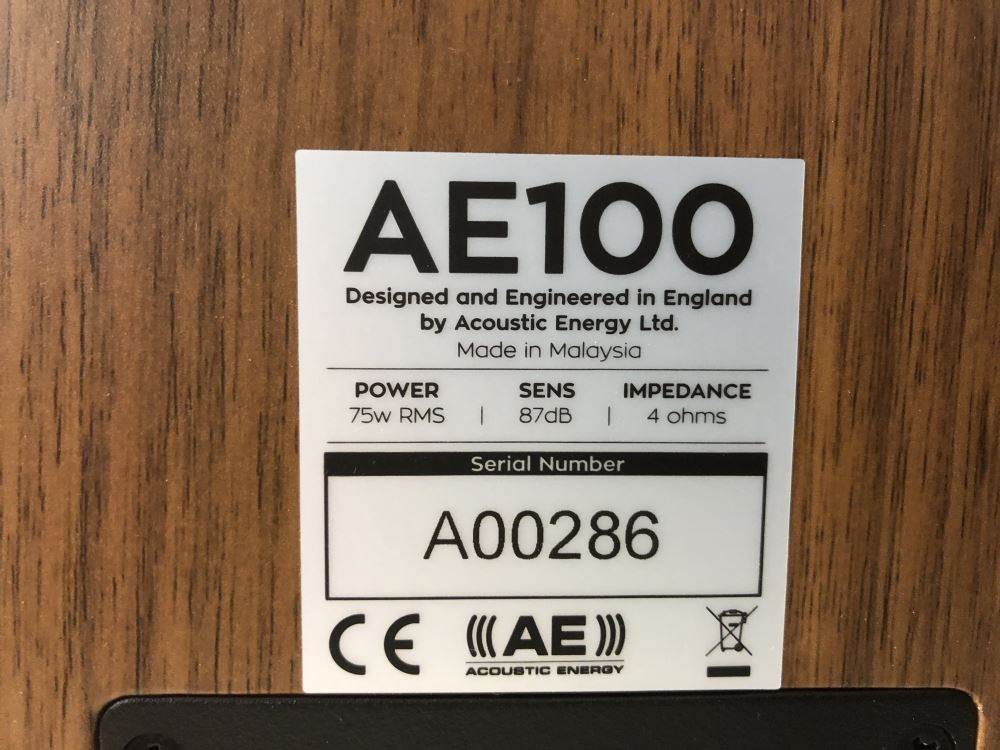 AE100
Designed and Engineered in England
by Acoustic Energy Ltd.
Made in Malaysia
POWER SENS IMPEDANCE
75w RMS | 87dB | 4 ohms
Serial Number
A00286
CE ((( AE )))
ACOUSTIC ENERGY